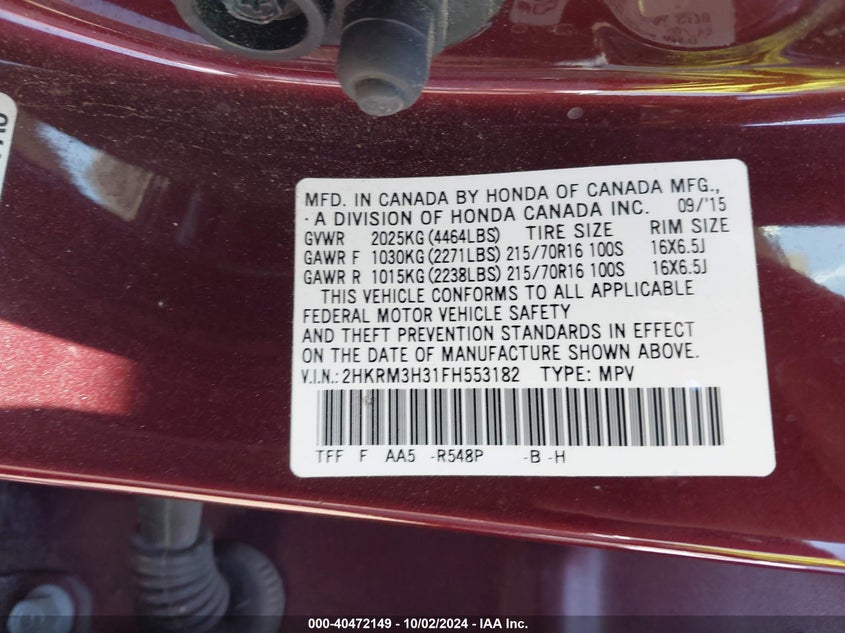 MFD. IN CANADA BY HONDA OF CANADA MFG.,
A DIVISION OF HONDA CANADA INC. 09/'15
GVWR 2025KG (4464LBS) TIRE SIZE RIM SIZE
GAWR F 1030KG (2271LBS) 215/70R16 100S 16X6.5J
GAWR R 1015KG (2238LBS) 215/70R16 100S 16X6.5J
THIS VEHICLE CONFORMS TO ALL APPLICABLE
FEDERAL MOTOR VEHICLE SAFETY
AND THEFT PREVENTION STANDARDS IN EFFECT
ON THE DATE OF MANUFACTURE SHOWN ABOVE.
V.I.N.: 2HKRM3H31FH553182 TYPE: MPV
TFF F AA5 -R548P -B -H
000-40472149 - 10/02/2024 - IAA Inc.